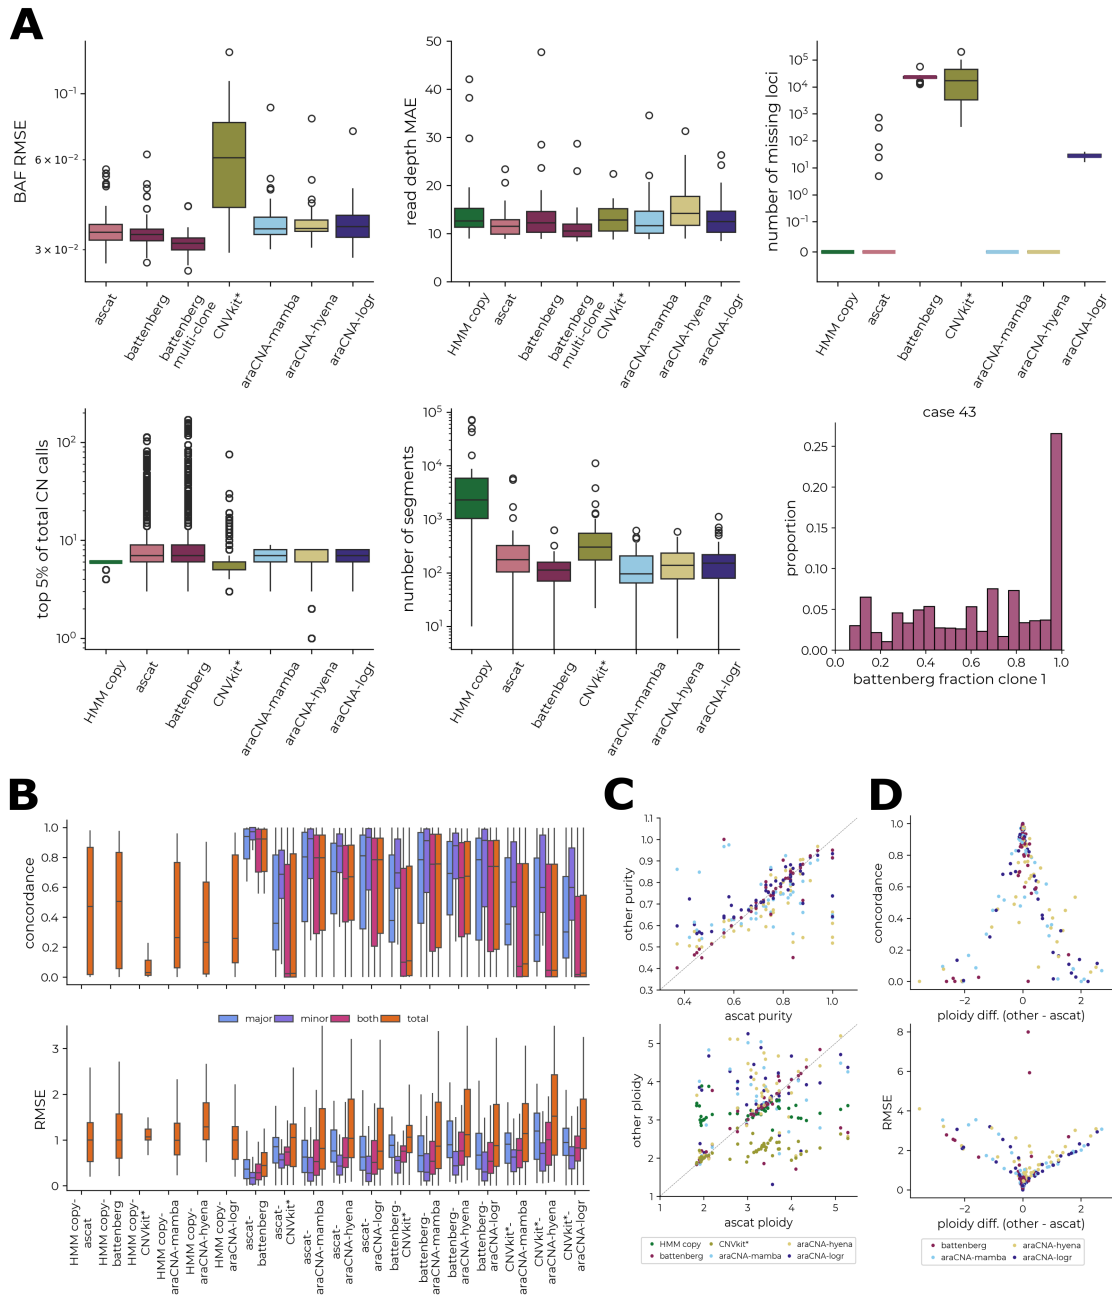 A
BAF RMSE
10⁻¹
6 × 10⁻²
3 × 10⁻²
ascat
battenberg
battenberg
multi-clone
CNVkit*
araCNA-mamba
araCNA-hyena
araCNA-logr
read depth MAE
50
40
30
20
10
0
HMM copy
ascat
battenberg
battenberg
multi-clone
CNVkit*
araCNA-mamba
araCNA-hyena
araCNA-logr
number of missing loci
10⁵
10⁴
10³
10²
10¹
10⁰
10⁻¹
0
HMM copy
ascat
battenberg
CNVkit*
araCNA-mamba
araCNA-hyena
araCNA-logr
top 5% of total CN calls
10²
10¹
10⁰
HMM copy
ascat
battenberg
CNVkit*
araCNA-mamba
araCNA-hyena
araCNA-logr
number of segments
10⁵
10⁴
10³
10²
10¹
HMM copy
ascat
battenberg
CNVkit*
araCNA-mamba
araCNA-hyena
araCNA-logr
case 43
proportion
0.25
0.20
0.15
0.10
0.05
0.00
0.0 0.2 0.4 0.6 0.8 1.0
battenberg fraction clone 1
B
concordance
1.0
0.8
0.6
0.4
0.2
0.0
major minor both total
RMSE
3
2
1
0
HMM copy-
ascat
HMM copy-
battenberg
HMM copy-
CNVkit*
HMM copy-
araCNA-mamba
HMM copy-
araCNA-hyena
HMM copy-
araCNA-logr
ascat-
battenberg
ascat-
CNVkit*
ascat-
araCNA-mamba
ascat-
araCNA-hyena
ascat-
araCNA-logr
battenberg-
CNVkit*
battenberg-
araCNA-mamba
battenberg-
araCNA-hyena
battenberg-
araCNA-logr
CNVkit*-
araCNA-mamba
CNVkit*-
araCNA-hyena
CNVkit*-
araCNA-logr
C
other purity
1.1
1.0
0.9
0.8
0.7
0.6
0.5
0.4
0.3
0.4 0.6 0.8 1.0
ascat purity
other ploidy
5
4
3
2
1
1 2 3 4 5
ascat ploidy
HMM copy CNVkit* araCNA-hyena
battenberg araCNA-mamba araCNA-logr
D
concordance
1.0
0.8
0.6
0.4
0.2
0.0
−2 0 2
ploidy diff. (other - ascat)
RMSE
8
6
4
2
0
−2 0 2
ploidy diff. (other - ascat)
battenberg araCNA-hyena
araCNA-mamba araCNA-logr